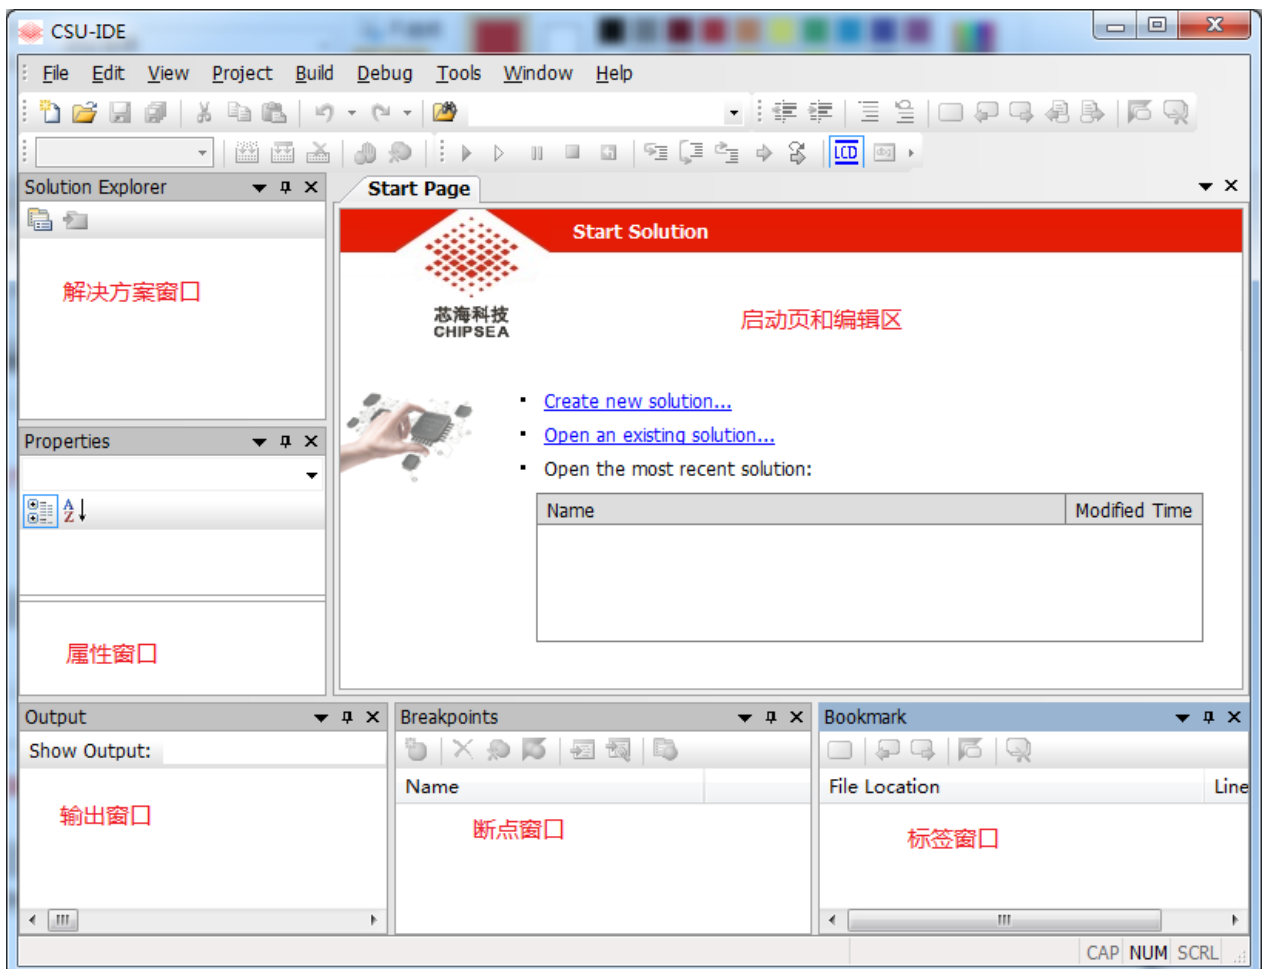 CSU-IDE
File Edit View Project Build Debug Tools Window Help
LCD
Solution Explorer
解决方案窗口
Start Page
Start Solution
芯海科技
CHIPSEA
启动页和编辑区
Create new solution...
Open an existing solution...
Open the most recent solution:
Name Modified Time
Properties
A
Z
属性窗口
Output
Show Output:
输出窗口
Breakpoints
Name
断点窗口
Bookmark
File Location Line
标签窗口
CAP NUM SCRL